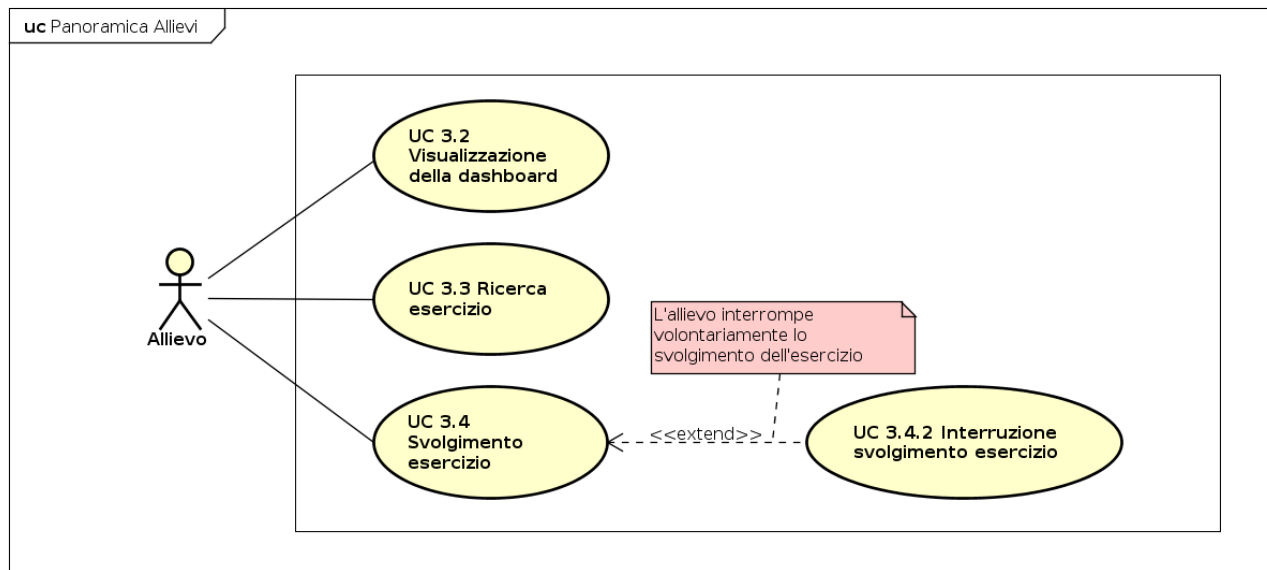 uc Panoramica Allievi
UC 3.2
Visualizzazione
della dashboard
UC 3.3 Ricerca
esercizio
L'allievo interrompe
volontariamente lo
svolgimento dell'esercizio
Allievo
UC 3.4
Svolgimento
esercizio
<<extend>>
UC 3.4.2 Interruzione
svolgimento esercizio